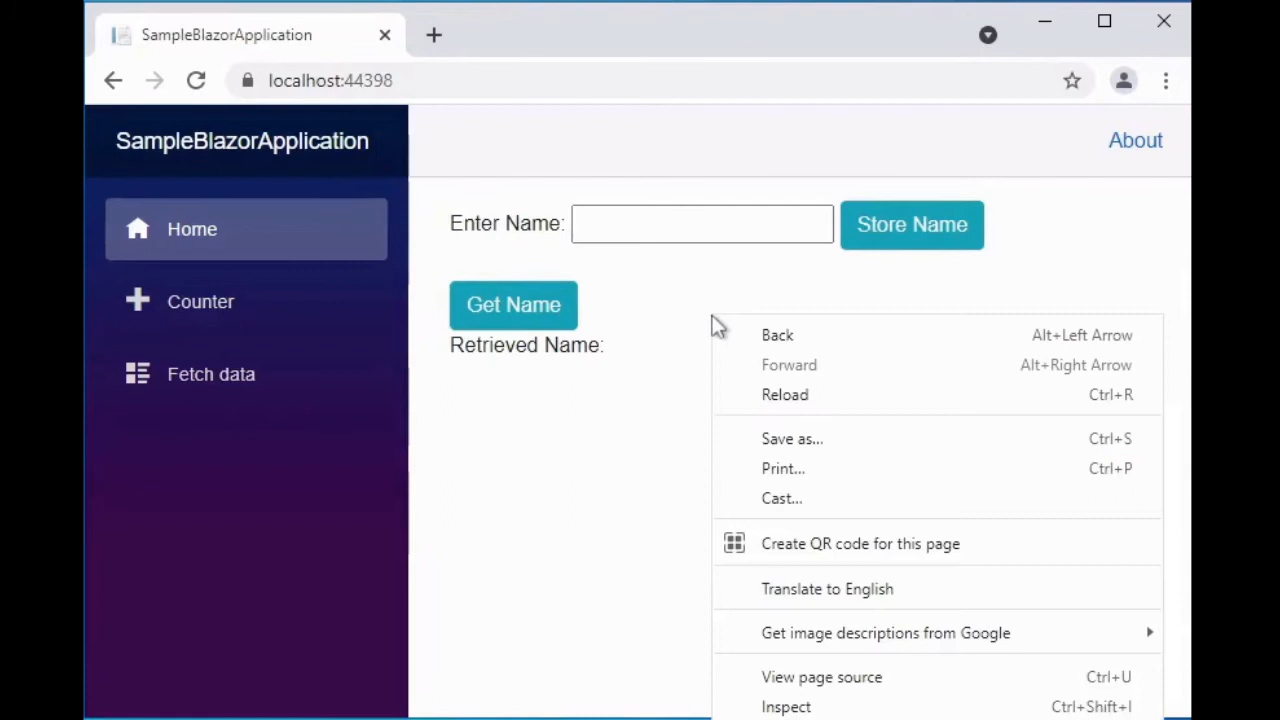 SampleBlazorApplication
localhost:44398
SampleBlazorApplication
About
Home
Counter
Fetch data
Enter Name:
Store Name
Get Name
Retrieved Name:
Back Alt+Left Arrow
Forward Alt+Right Arrow
Reload Ctrl+R
Save as... Ctrl+S
Print... Ctrl+P
Cast...
Create QR code for this page
Translate to English
Get image descriptions from Google
View page source Ctrl+U
Inspect Ctrl+Shift+I